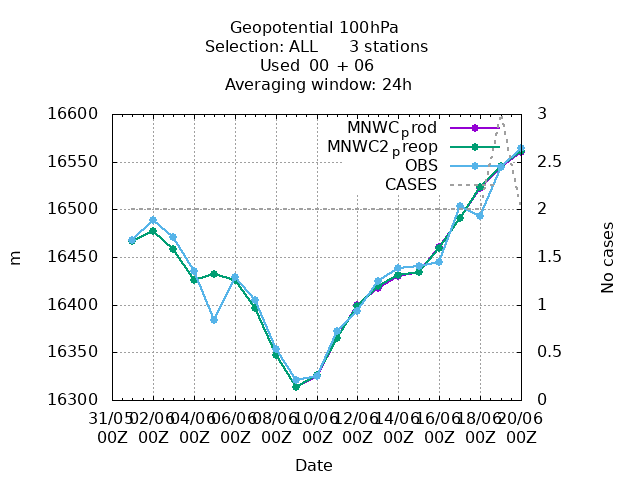 Geopotential 100hPa
Selection: ALL 3 stations
Used 00 + 06
Averaging window: 24h
16600 3
MNWCprod
MNWC2preop
OBS
CASES
16550 2.5
16500 2
16450 1.5
16400 1
16350 0.5
16300 0
m
No cases
31/05 02/06 04/06 06/06 08/06 10/06 12/06 14/06 16/06 18/06 20/06
00Z 00Z 00Z 00Z 00Z 00Z 00Z 00Z 00Z 00Z 00Z
Date